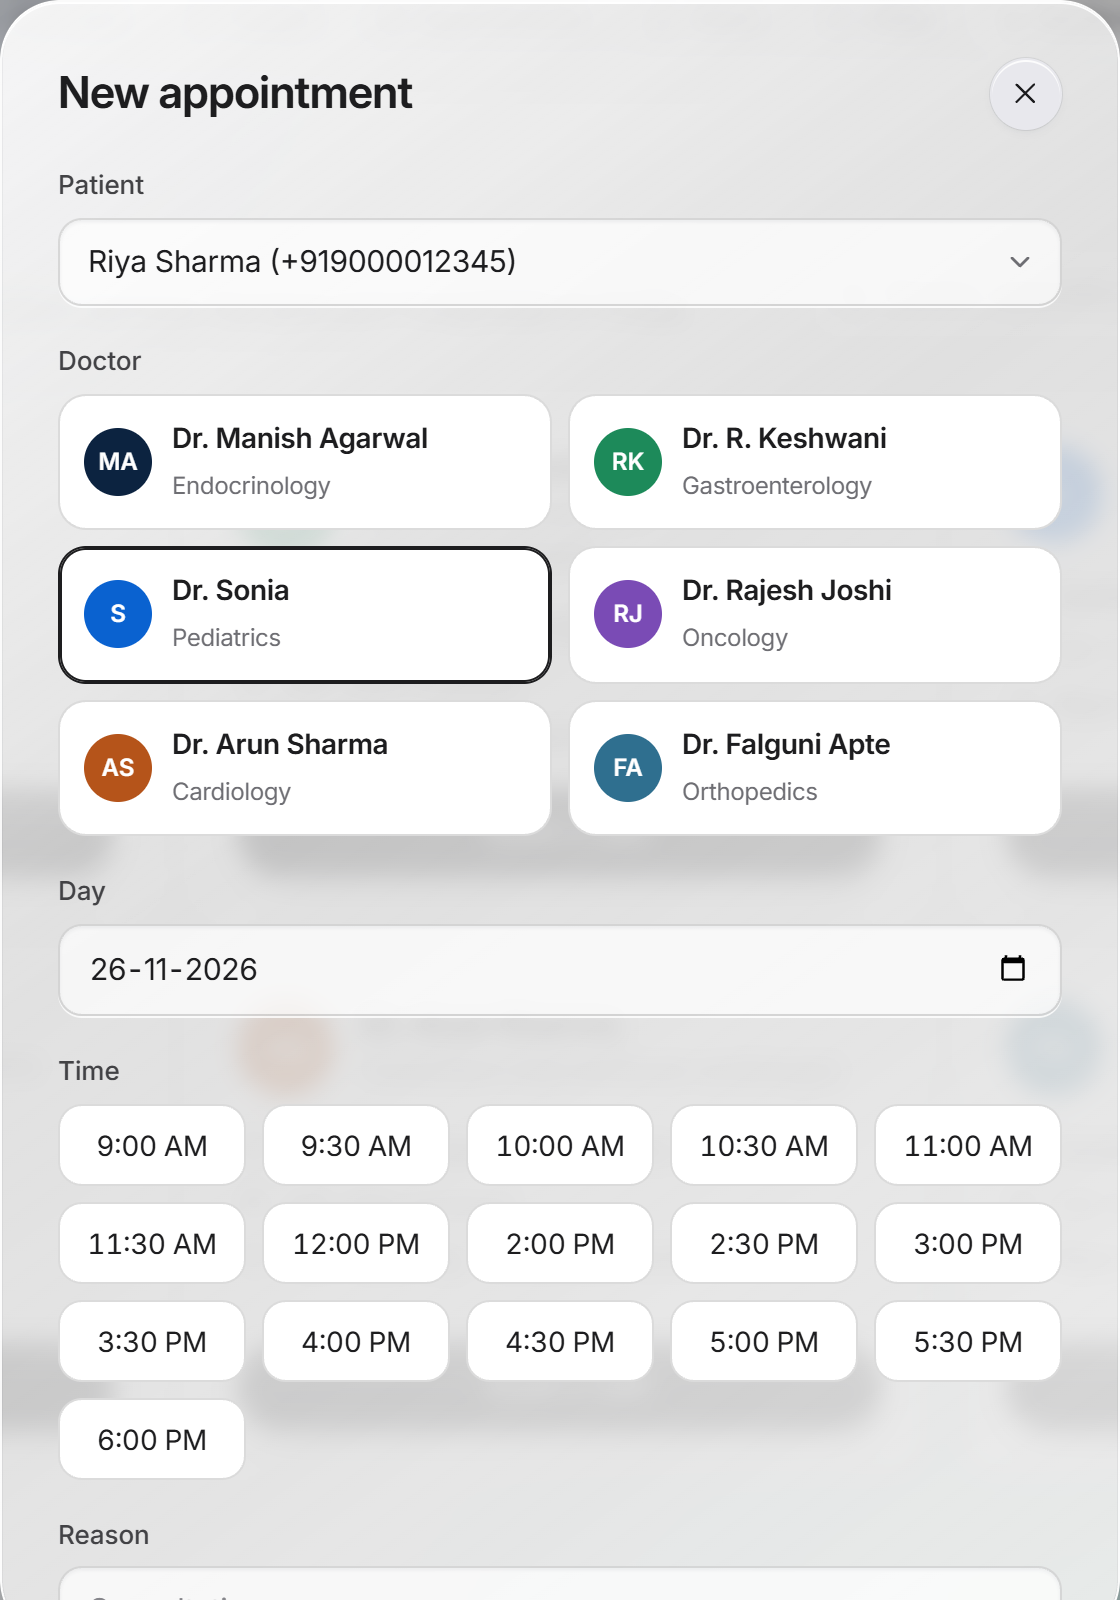 New appointment
Patient
Riya Sharma (+919000012345)
Doctor
MA
Dr. Manish Agarwal
Endocrinology
RK
Dr. R. Keshwani
Gastroenterology
S
Dr. Sonia
Pediatrics
RJ
Dr. Rajesh Joshi
Oncology
AS
Dr. Arun Sharma
Cardiology
FA
Dr. Falguni Apte
Orthopedics
Day
26-11-2026
Time
9:00 AM 9:30 AM 10:00 AM 10:30 AM 11:00 AM
11:30 AM 12:00 PM 2:00 PM 2:30 PM 3:00 PM
3:30 PM 4:00 PM 4:30 PM 5:00 PM 5:30 PM
6:00 PM
Reason